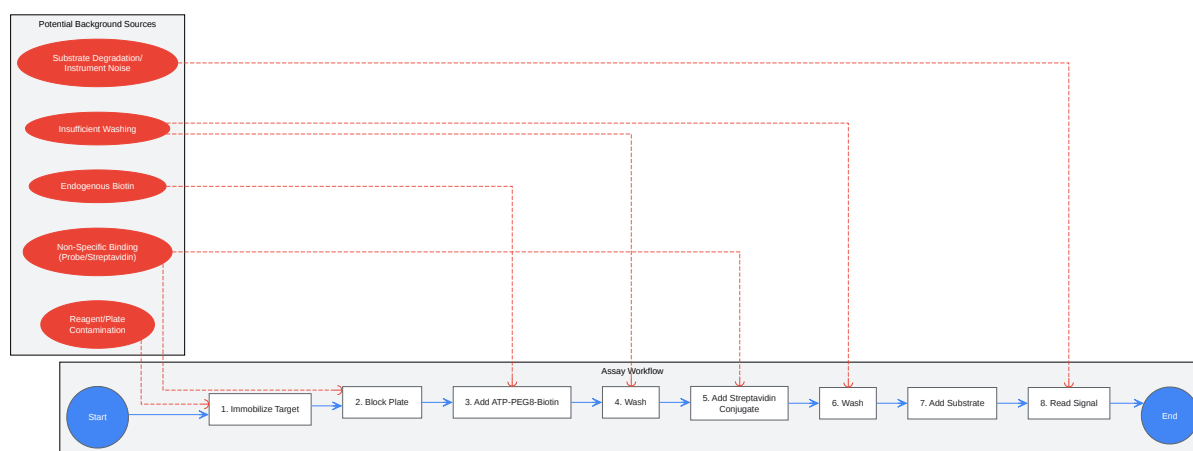 Potential Background Sources
Substrate Degradation/
Instrument Noise
Insufficient Washing
Endogenous Biotin
Non-Specific Binding
(Probe/Streptavidin)
Reagent/Plate
Contamination
Assay Workflow
Start
1. Immobilize Target
2. Block Plate
3. Add ATP-PEG8-Biotin
4. Wash
5. Add Streptavidin
Conjugate
6. Wash
7. Add Substrate
8. Read Signal
End